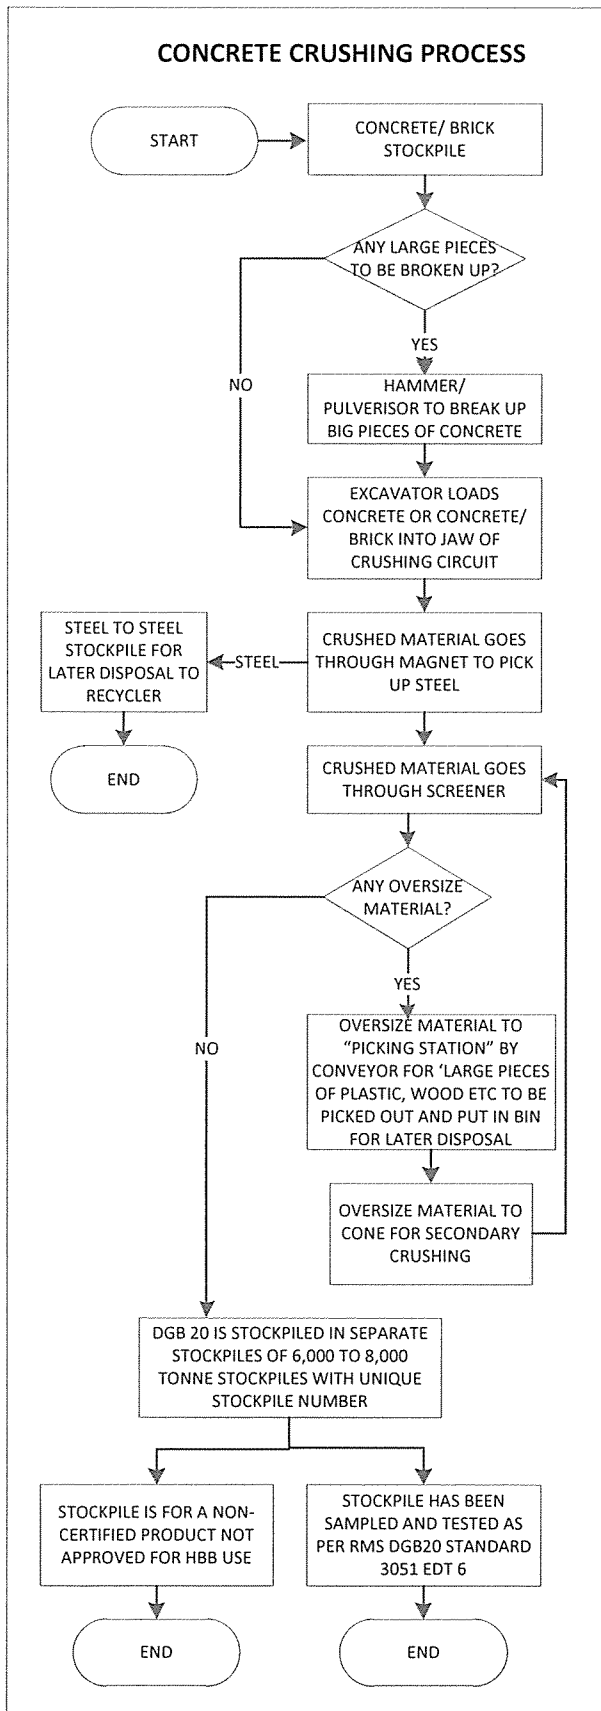 CONCRETE CRUSHING PROCESS
START
CONCRETE/ BRICK
STOCKPILE
ANY LARGE PIECES
TO BE BROKEN UP?
YES
NO
HAMMER/
PULVERISOR TO BREAK UP
BIG PIECES OF CONCRETE
EXCAVATOR LOADS
CONCRETE OR CONCRETE/
BRICK INTO JAW OF
CRUSHING CIRCUIT
CRUSHED MATERIAL GOES
THROUGH MAGNET TO PICK
UP STEEL
STEEL
STEEL TO STEEL
STOCKPILE FOR
LATER DISPOSAL TO
RECYCLER
END
CRUSHED MATERIAL GOES
THROUGH SCREENER
ANY OVERSIZE
MATERIAL?
YES
NO
OVERSIZE MATERIAL TO
“PICKING STATION” BY
CONVEYOR FOR ‘LARGE PIECES
OF PLASTIC, WOOD ETC TO BE
PICKED OUT AND PUT IN BIN
FOR LATER DISPOSAL
OVERSIZE MATERIAL TO
CONE FOR SECONDARY
CRUSHING
DGB 20 IS STOCKPILED IN SEPARATE
STOCKPILES OF 6,000 TO 8,000
TONNE STOCKPILES WITH UNIQUE
STOCKPILE NUMBER
STOCKPILE IS FOR A NON-
CERTIFIED PRODUCT NOT
APPROVED FOR HBB USE
END
STOCKPILE HAS BEEN
SAMPLED AND TESTED AS
PER RMS DGB20 STANDARD
3051 EDT 6
END